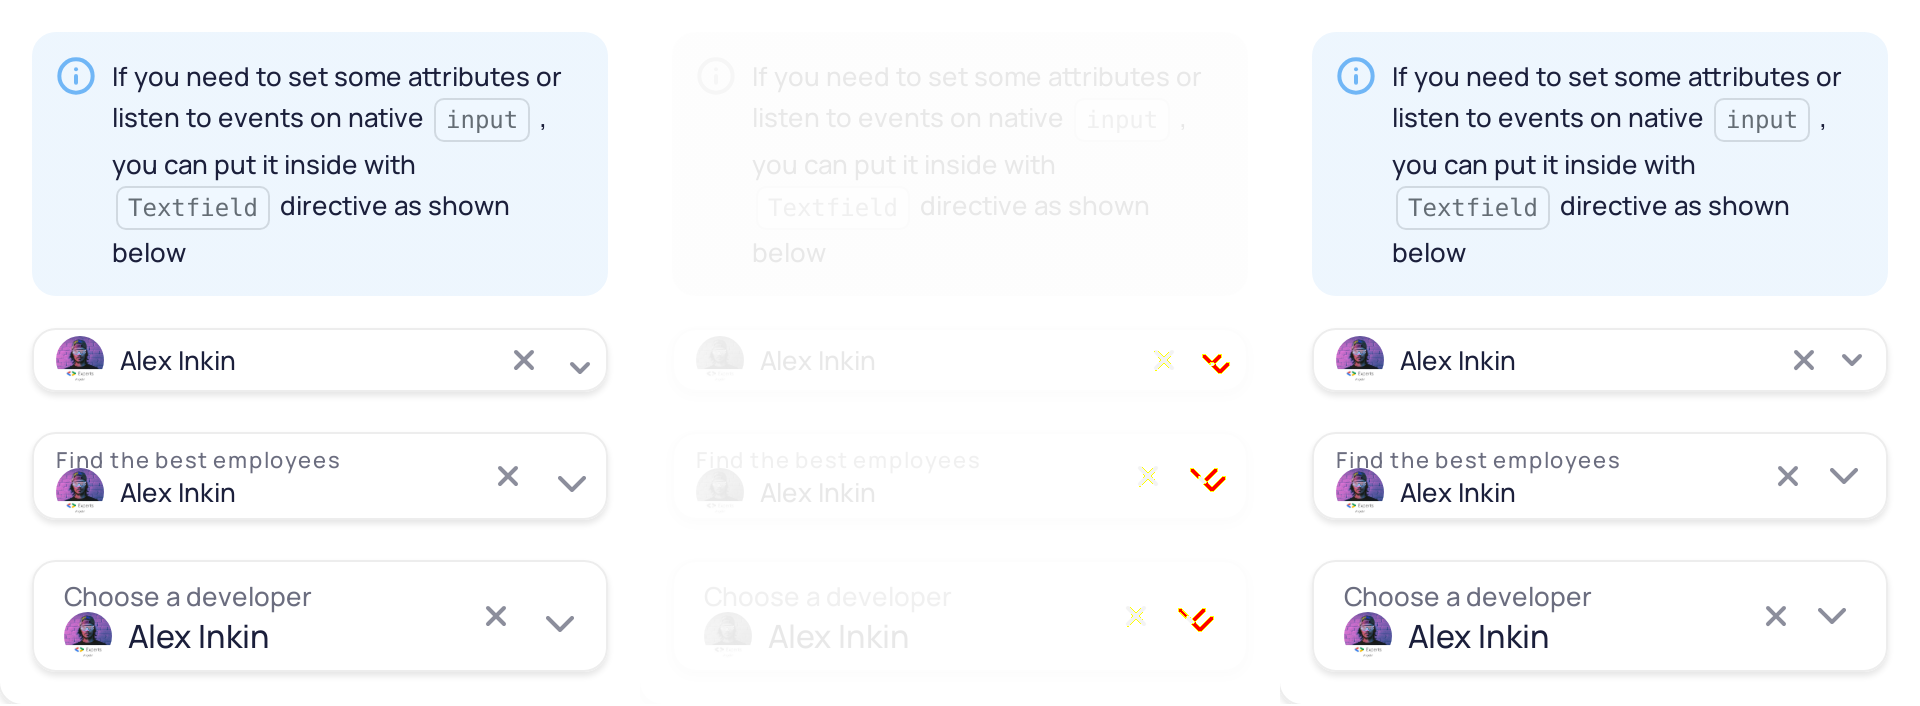 If you need to set some attributes or
listen to events on native input ,
you can put it inside with
Textfield directive as shown
below
Alex Inkin
Find the best employees
Alex Inkin
Choose a developer
Alex Inkin
If you need to set some attributes or
listen to events on native input ,
you can put it inside with
Textfield directive as shown
below
Alex Inkin
Find the best employees
Alex Inkin
Choose a developer
Alex Inkin
If you need to set some attributes or
listen to events on native input ,
you can put it inside with
Textfield directive as shown
below
Alex Inkin
Find the best employees
Alex Inkin
Choose a developer
Alex Inkin